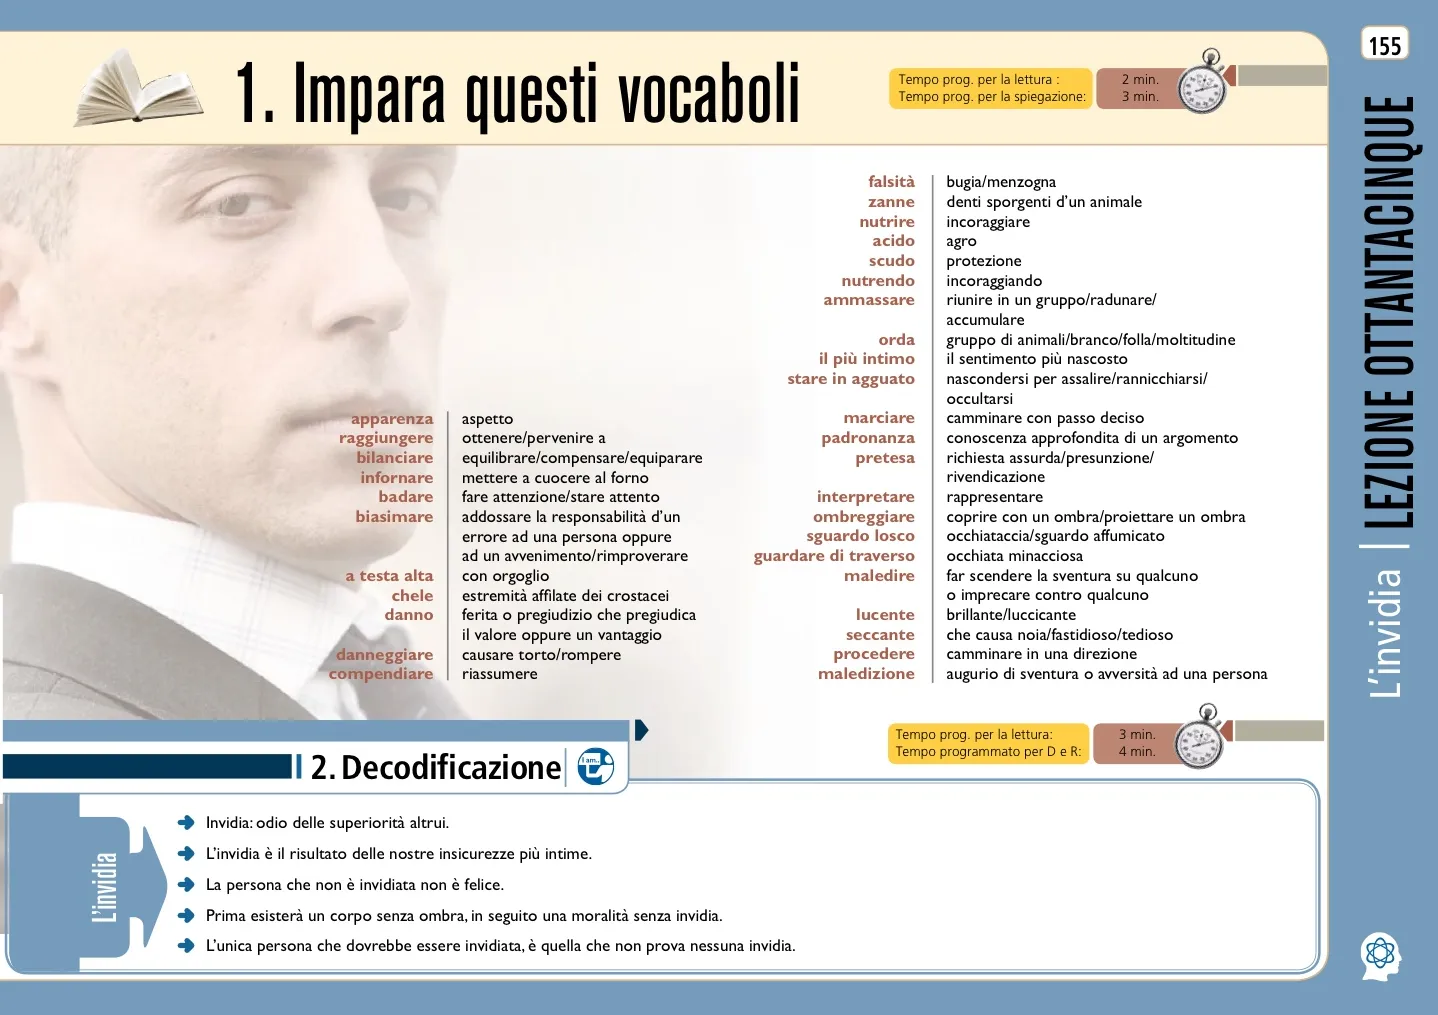 1. Impara questi vocaboli
Tempo prog. per la lettura : 2 min.
Tempo prog. per la spiegazione: 3 min.
155
LEZIONE OTTANTACINQUE
L'invidia
apparenza aspetto
raggiungere ottenere/pervenire a
bilanciare equilibrare/compensare/equiparare
infornare mettere a cuocere al forno
badare fare attenzione/stare attento
biasimare addossare la responsabilità d'un
errore ad una persona oppure
ad un avvenimento/rimproverare
a testa alta con orgoglio
chele estremità affilate dei crostacei
danno ferita o pregiudizio che pregiudica
il valore oppure un vantaggio
danneggiare causare torto/rompere
compendiare riassumere
falsità bugia/menzogna
zanne denti sporgenti d'un animale
nutrire incoraggiare
acido agro
scudo protezione
nutrendo incoraggiando
ammassare riunire in un gruppo/radunare/
accumulare
orda gruppo di animali/branco/folla/moltitudine
il più intimo il sentimento più nascosto
stare in agguato nascondersi per assalire/rannicchiarsi/
occultarsi
marciare camminare con passo deciso
padronanza conoscenza approfondita di un argomento
pretesa richiesta assurda/presunzione/
rivendicazione
interpretare rappresentare
ombreggiare coprire con un ombra/proiettare un ombra
sguardo losco occhiataccia/sguardo affumicato
guardare di traverso occhiata minacciosa
maledire far scendere la sventura su qualcuno
o imprecare contro qualcuno
lucente brillante/luccicante
seccante che causa noia/fastidioso/tedioso
procedere camminare in una direzione
maledizione augurio di sventura o avversità ad una persona
Tempo prog. per la lettura: 3 min.
Tempo programmato per D e R: 4 min.
2. Decodificazione
I am...
L'invidia
Invidia: odio delle superiorità altrui.
L'invidia è il risultato delle nostre insicurezze più intime.
La persona che non è invidiata non è felice.
Prima esisterà un corpo senza ombra, in seguito una moralità senza invidia.
L'unica persona che dovrebbe essere invidiata, è quella che non prova nessuna invidia.